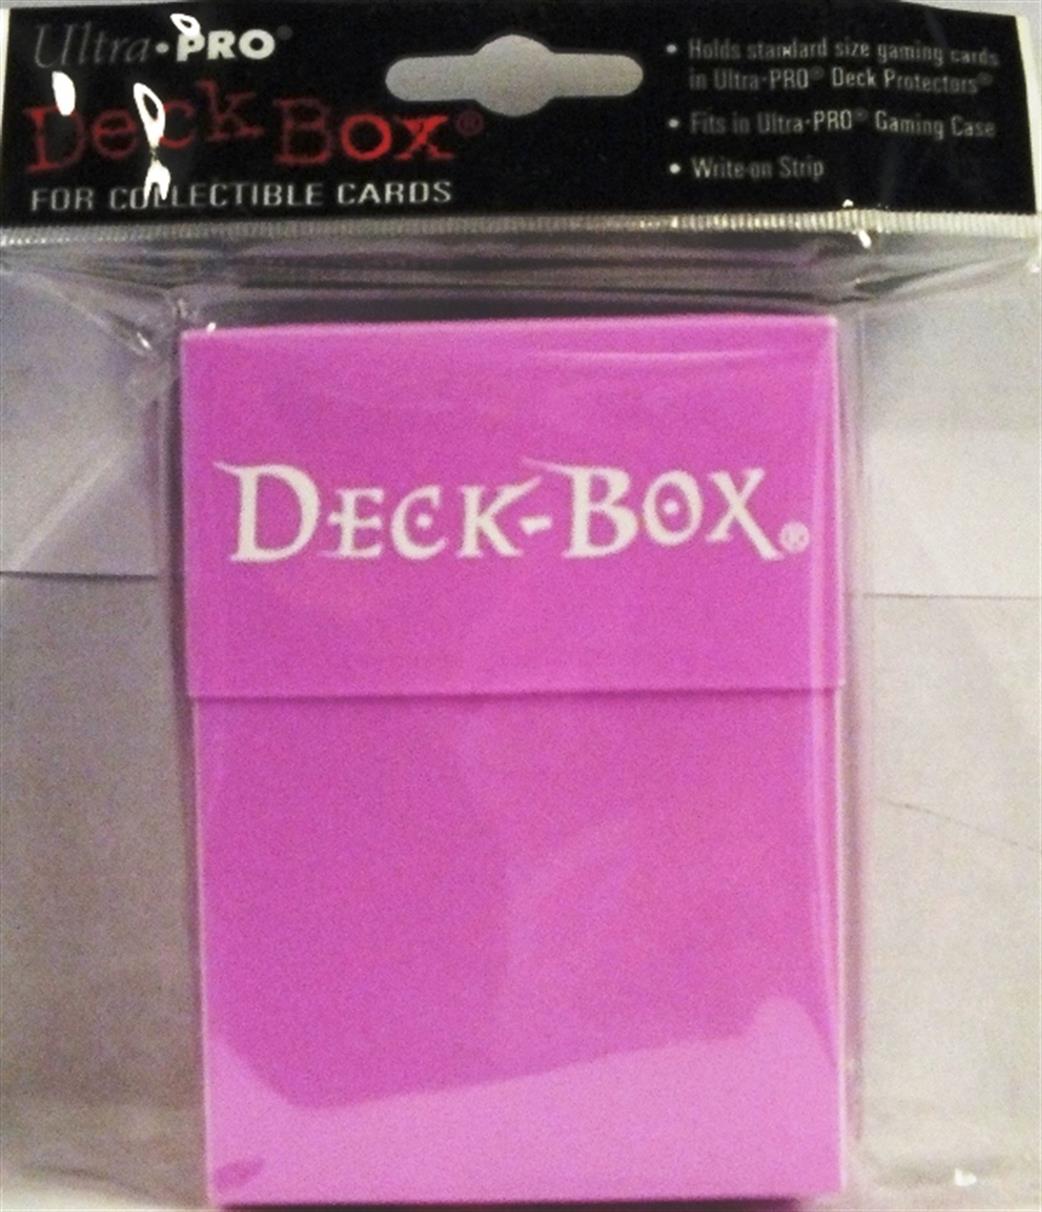 Ultra·PRO®
Deck Box®
FOR COLLECTIBLE CARDS
• Holds standard size gaming cards
in Ultra·PRO® Deck Protectors®
• Fits in Ultra·PRO® Gaming Case
• Write-on Strip
DECK-BOX®